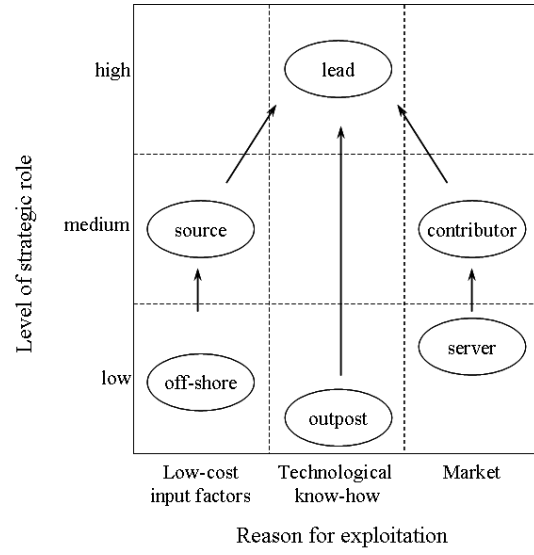 high
lead
Level of strategic role
medium
source
contributor
server
low
off-shore
outpost
Low-cost
input factors
Technological
know-how
Market
Reason for exploitation